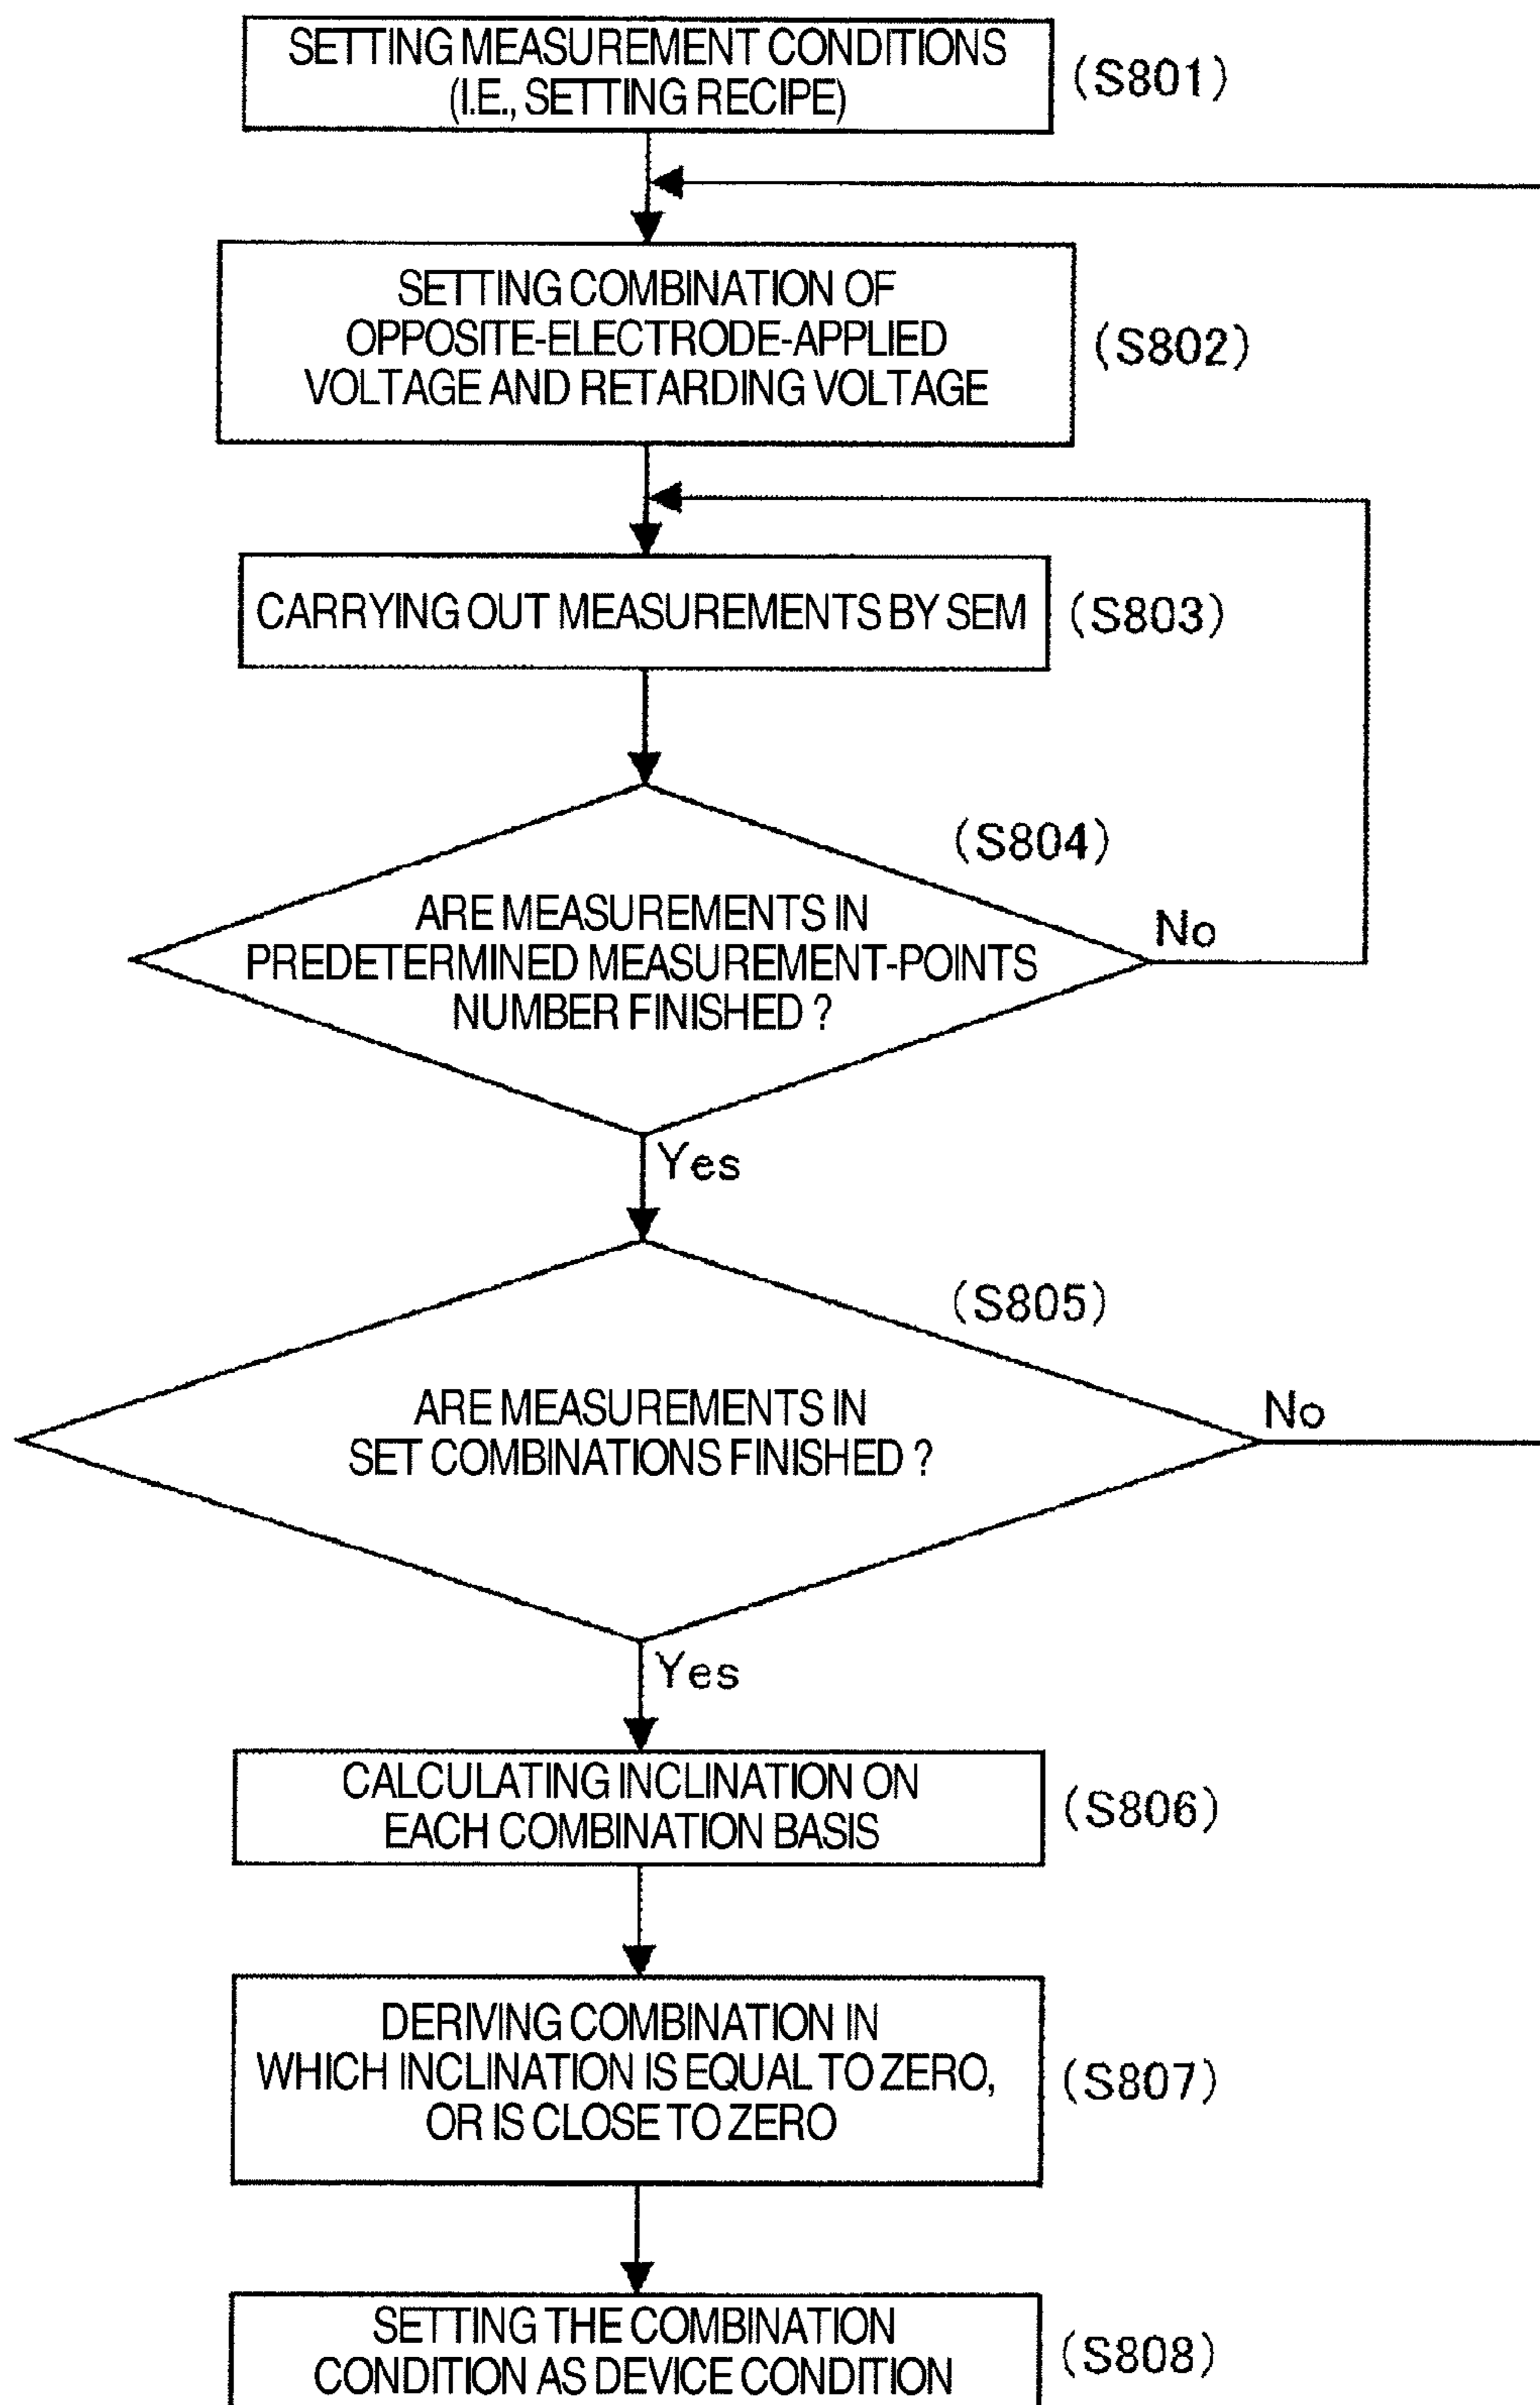 SETTING MEASUREMENT CONDITIONS
(I.E., SETTING RECIPE)
(S801)
SETTING COMBINATION OF
OPPOSITE-ELECTRODE-APPLIED
VOLTAGE AND RETARDING VOLTAGE
(S802)
CARRYING OUT MEASUREMENTS BY SEM
(S803)
(S804)
ARE MEASUREMENTS IN
PREDETERMINED MEASUREMENT-POINTS
NUMBER FINISHED ?
No
Yes
(S805)
ARE MEASUREMENTS IN
SET COMBINATIONS FINISHED ?
No
Yes
CALCULATING INCLINATION ON
EACH COMBINATION BASIS
(S806)
DERIVING COMBINATION IN
WHICH INCLINATION IS EQUAL TO ZERO,
OR IS CLOSE TO ZERO
(S807)
SETTING THE COMBINATION
CONDITION AS DEVICE CONDITION
(S808)